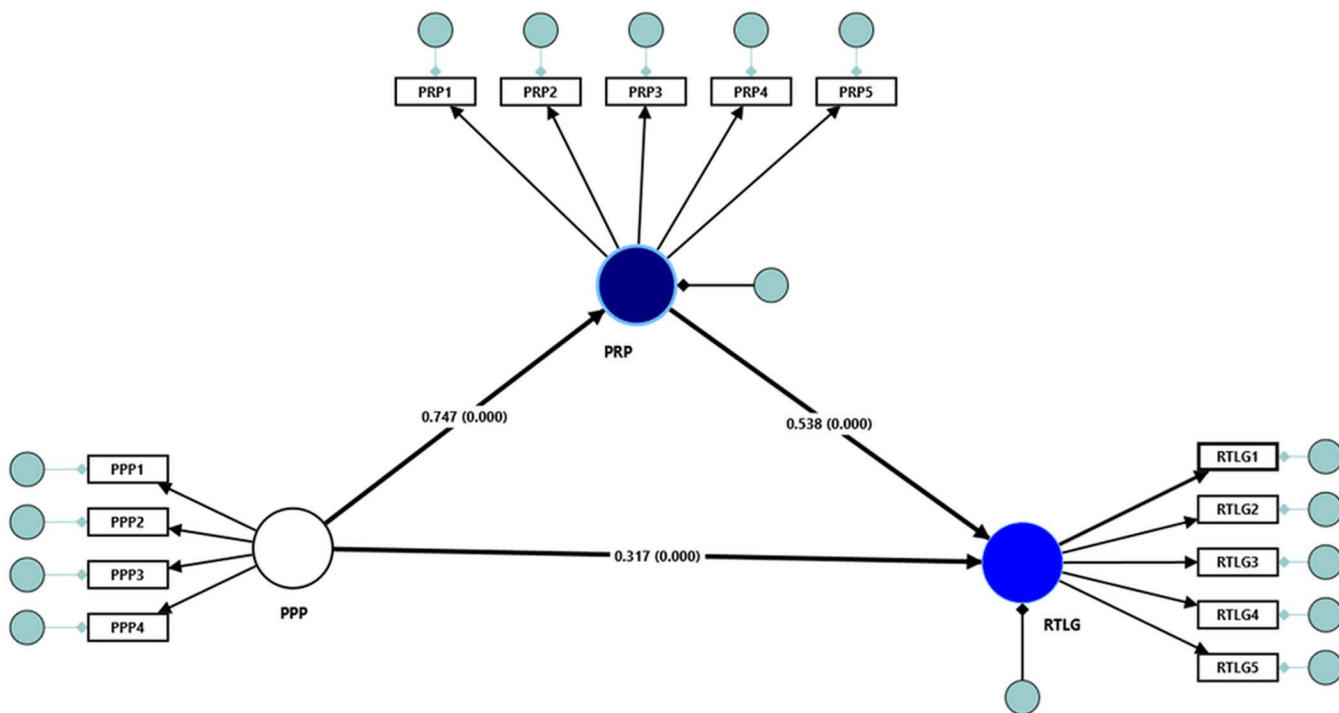 PRP1
PRP2
PRP3
PRP4
PRP5
PRP
0.747 (0.000)
0.538 (0.000)
PPP1
PPP2
PPP3
PPP4
PPP
0.317 (0.000)
RTLG
RTLG1
RTLG2
RTLG3
RTLG4
RTLG5